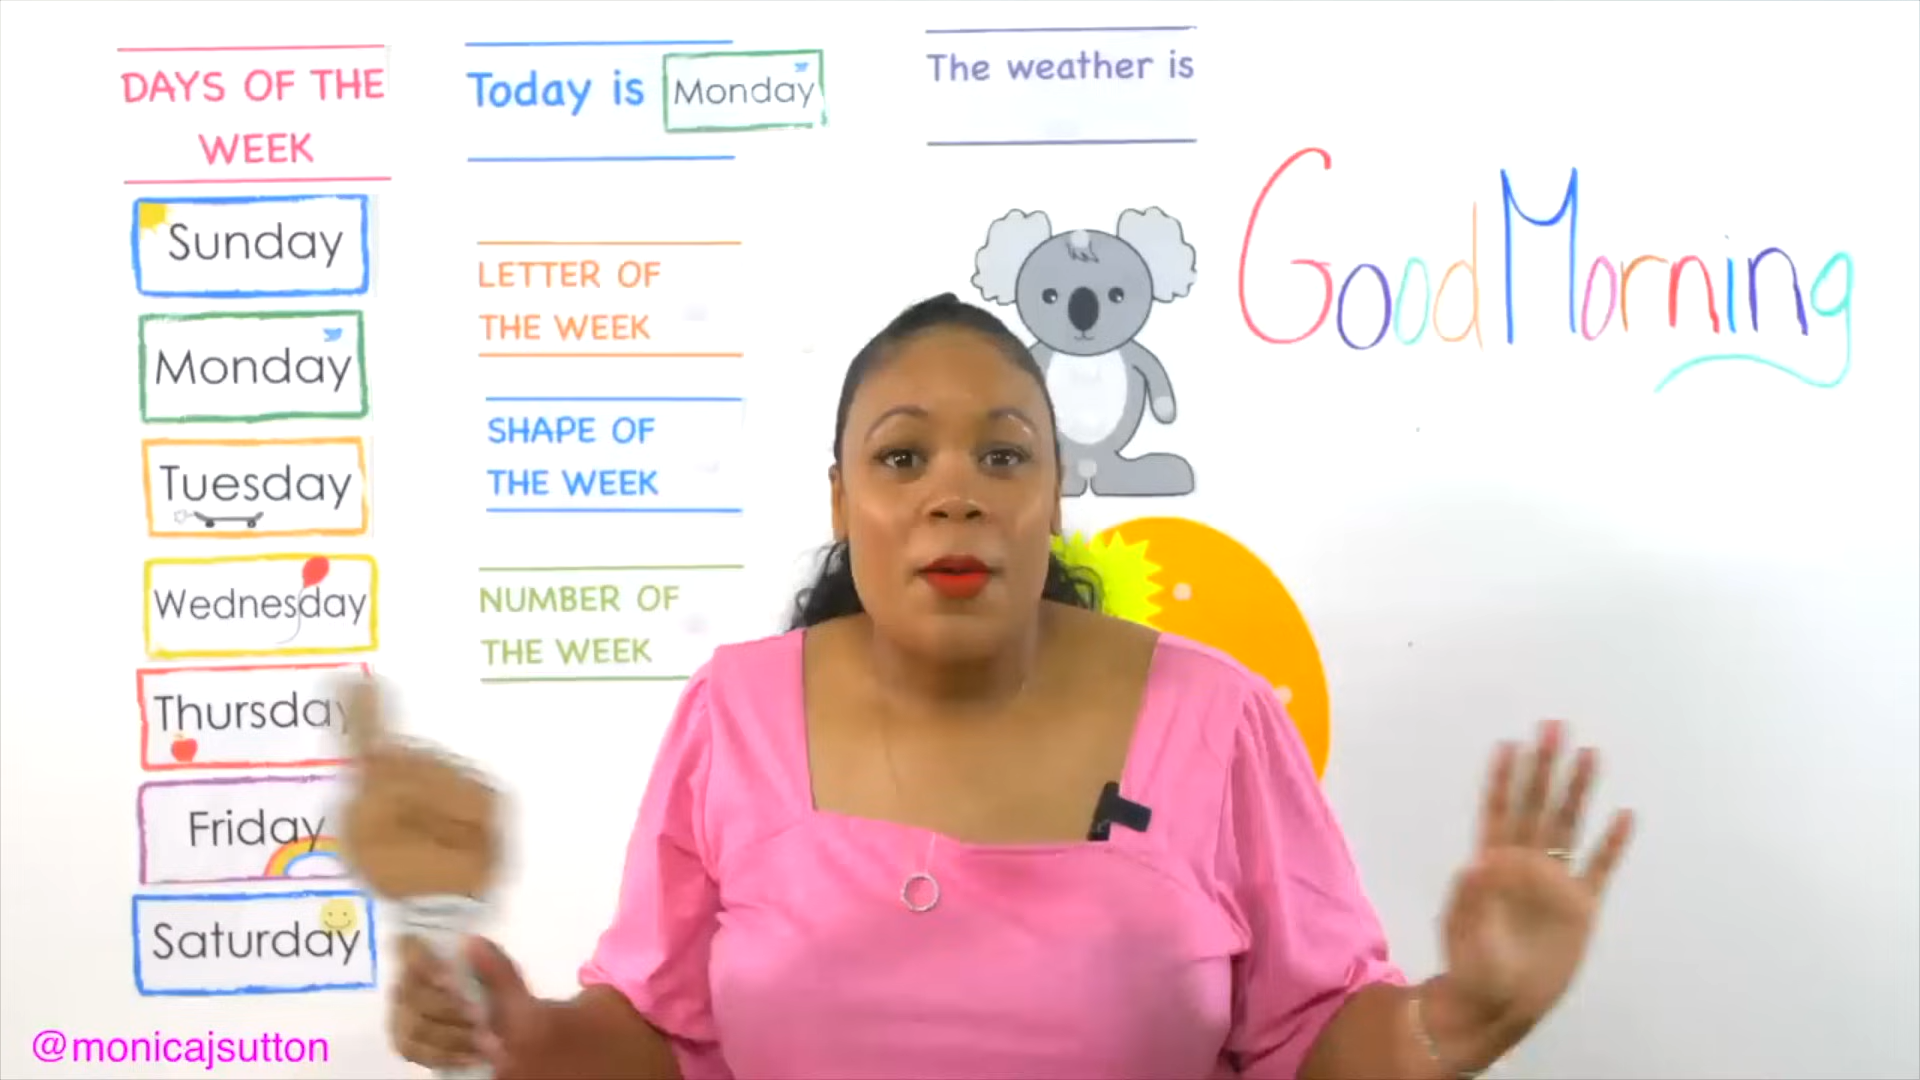 DAYS OF THE
WEEK
Sunday
Monday
Tuesday
Wednesday
Thursday
Friday
Saturday
Today is Monday
LETTER OF
THE WEEK
SHAPE OF
THE WEEK
NUMBER OF
THE WEEK
The weather is
Good Morning
@monicajsutton